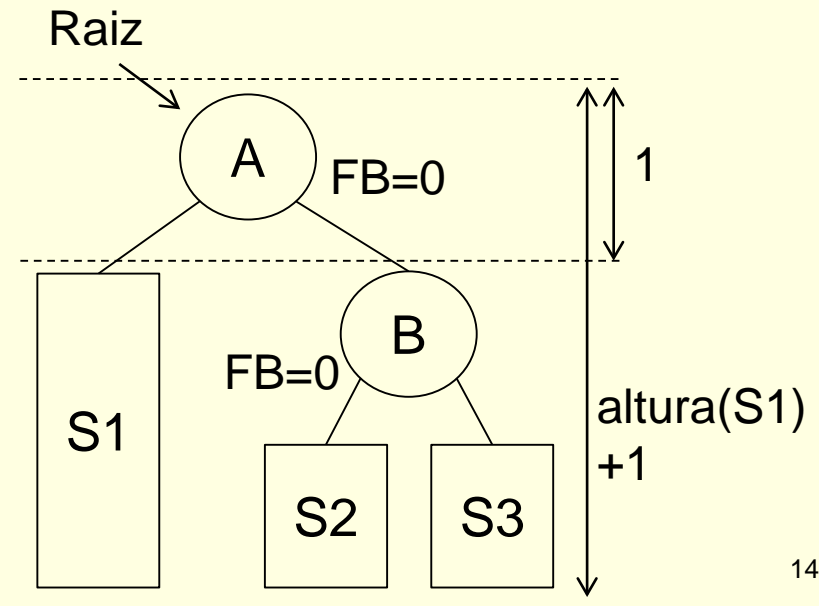 Raiz
A
FB=0
1
B
FB=0
S1
altura(S1)
+1
S2
S3
14